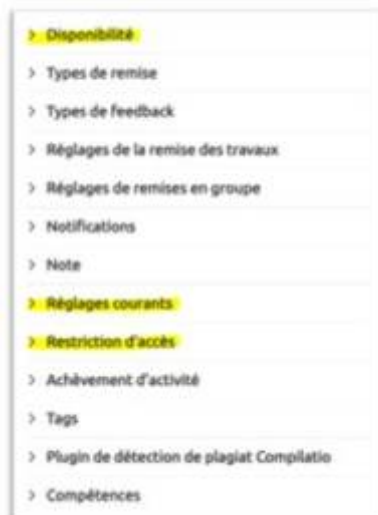 > Disponibilité
> Types de remise
> Types de feedback
> Réglages de la remise des travaux
> Réglages de remises en groupe
> Notifications
> Note
> Réglages courants
> Restriction d'accès
> Achèvement d'activité
> Tags
> Plugin de détection de plagiat Compilatio
> Compétences